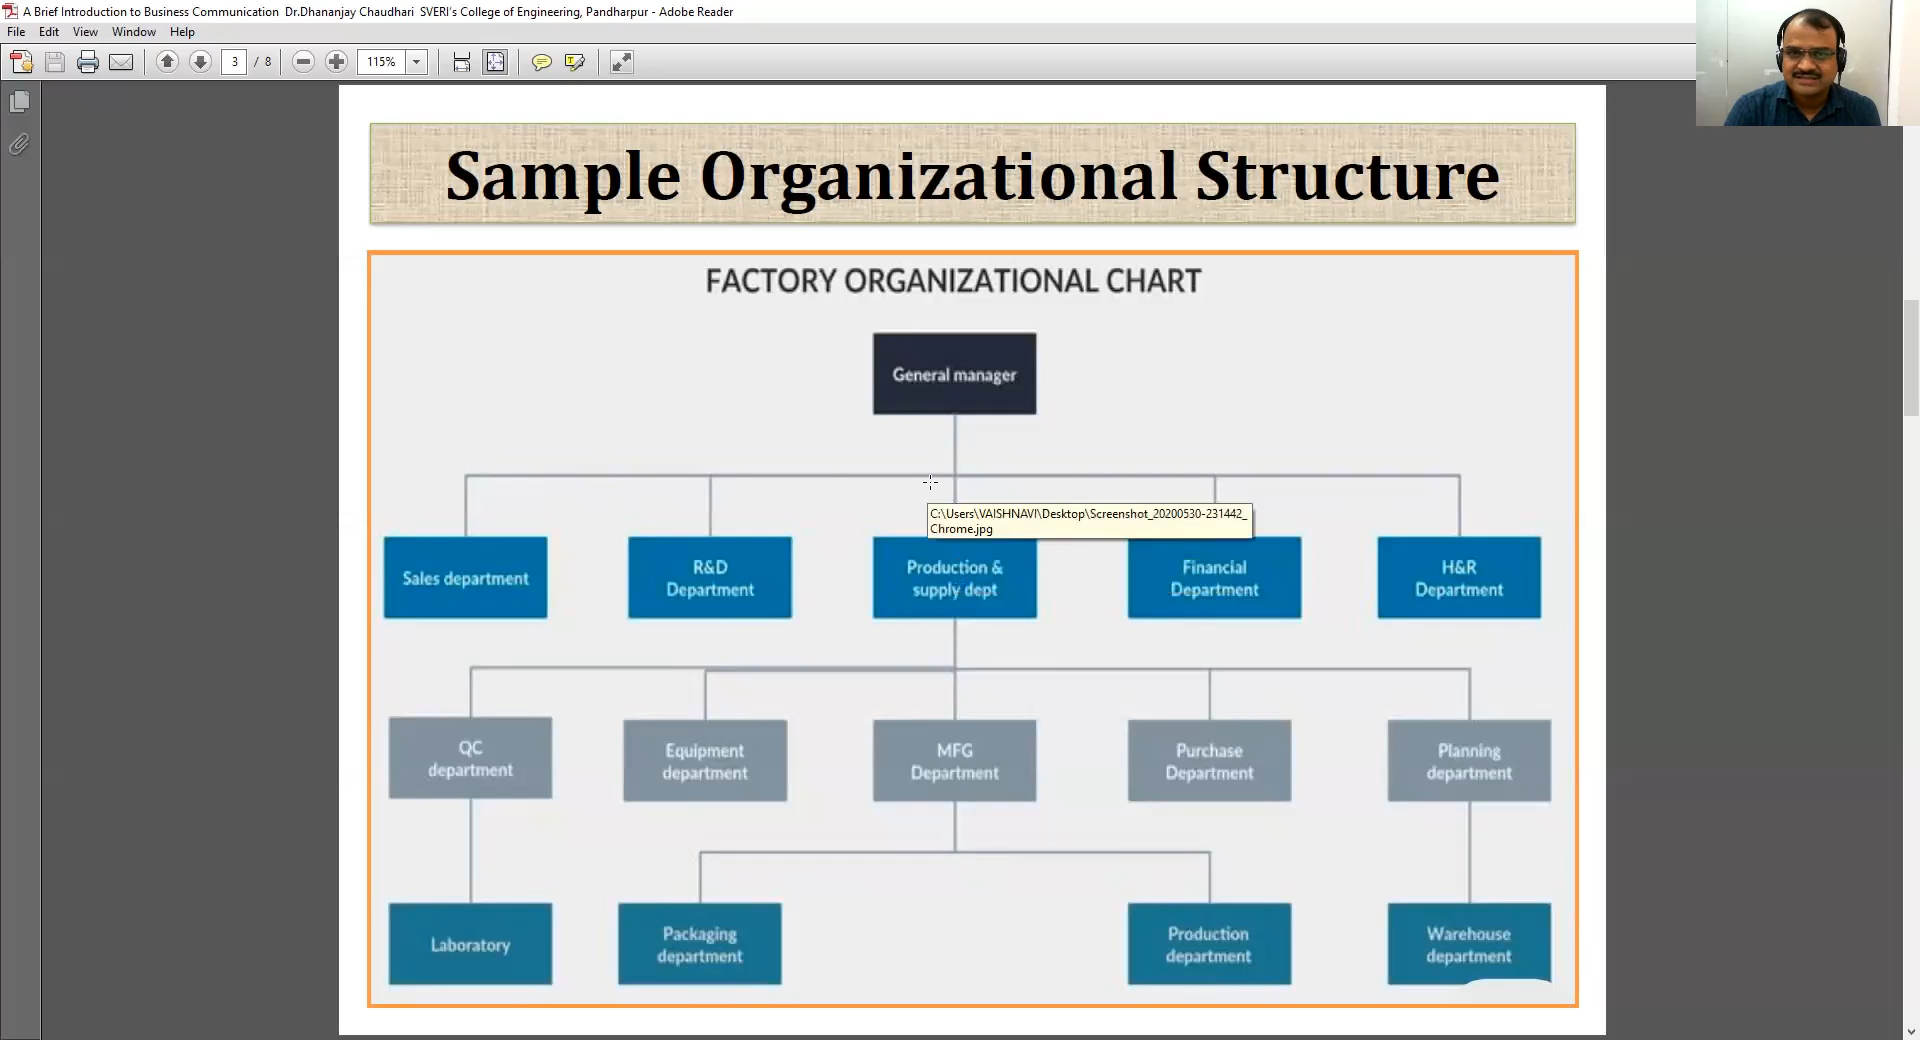 A Brief Introduction to Business Communication Dr.Dhananjay Chaudhari SVERI's College of Engineering, Pandharpur - Adobe Reader
File Edit View Window Help
3 / 8 115%
Sample Organizational Structure
FACTORY ORGANIZATIONAL CHART
General manager
C:\Users\VAISHNAVI\Desktop\Screenshot_20200530-231442_
Chrome.jpg
Sales department
R&D
Department
Production &
supply dept
Financial
Department
H&R
Department
QC
department
Equipment
department
MFG
Department
Purchase
Department
Planning
department
Laboratory
Packaging
department
Production
department
Warehouse
department